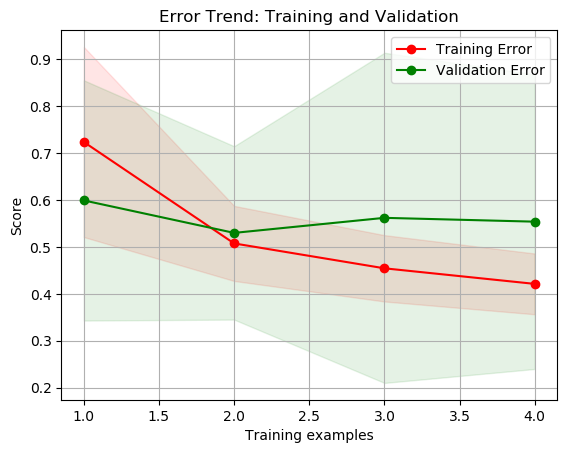 Error Trend: Training and Validation
Training Error
Validation Error
0.9
0.8
0.7
0.6
0.5
0.4
0.3
0.2
Score
1.0 1.5 2.0 2.5 3.0 3.5 4.0
Training examples